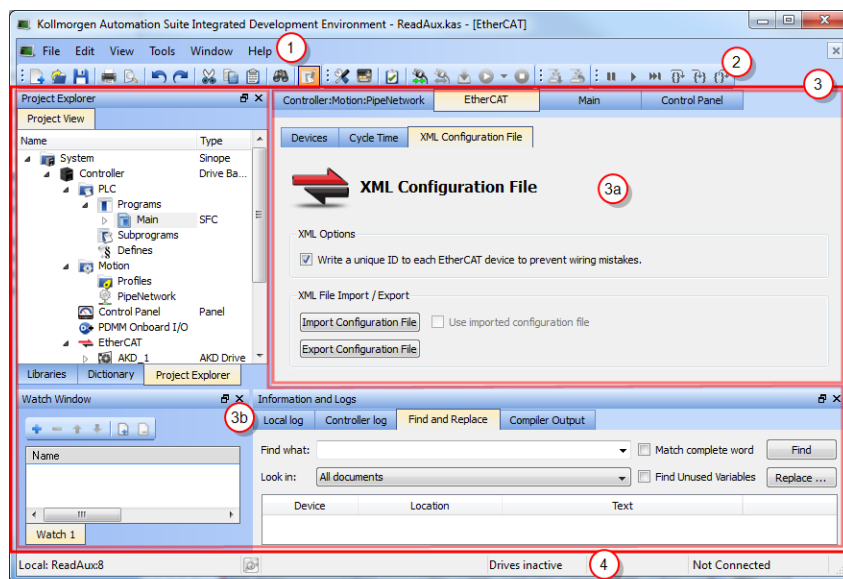 Kollmorgen Automation Suite Integrated Development Environment - ReadAux.kas - [EtherCAT]
File Edit View Tools Window Help
1
2
3
Project Explorer
Project View
Name Type
System Sinope
Controller Drive Ba...
PLC
Programs
Main SFC
Subprograms
Defines
Motion
Profiles
PipeNetwork
Control Panel Panel
PDMM Onboard I/O
EtherCAT
AKD_1 AKD Drive
Libraries Dictionary Project Explorer
Controller:Motion:PipeNetwork EtherCAT Main Control Panel
Devices Cycle Time XML Configuration File
XML Configuration File
3a
XML Options
Write a unique ID to each EtherCAT device to prevent wiring mistakes.
XML File Import / Export
Import Configuration File Use imported configuration file
Export Configuration File
Watch Window
3b
Name
Watch 1
Information and Logs
Local log Controller log Find and Replace Compiler Output
Find what: Match complete word Find
Look in: All documents Find Unused Variables Replace ...
Device Location Text
Local: ReadAux:8 Drives inactive 4 Not Connected